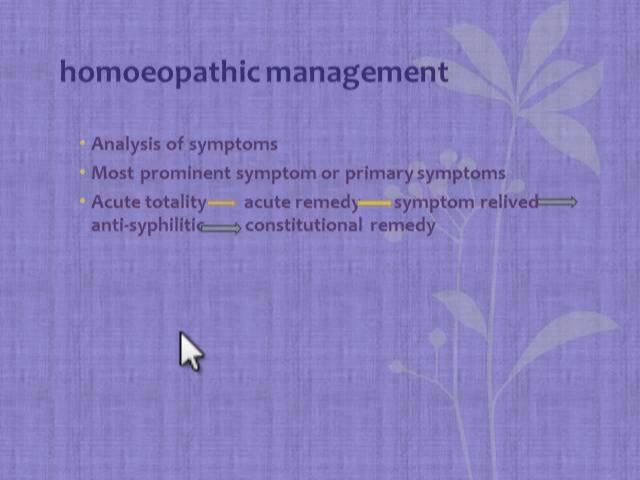 homoeopathic management
Analysis of symptoms
Most prominent symptom or primary symptoms
Acute totality acute remedy symptom relived
anti-syphilitic constitutional remedy